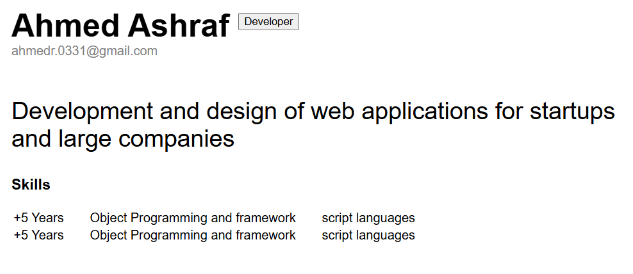 Ahmed Ashraf Developer
ahmedr.0331@gmail.com
Development and design of web applications for startups
and large companies
Skills
+5 Years Object Programming and framework script languages
+5 Years Object Programming and framework script languages